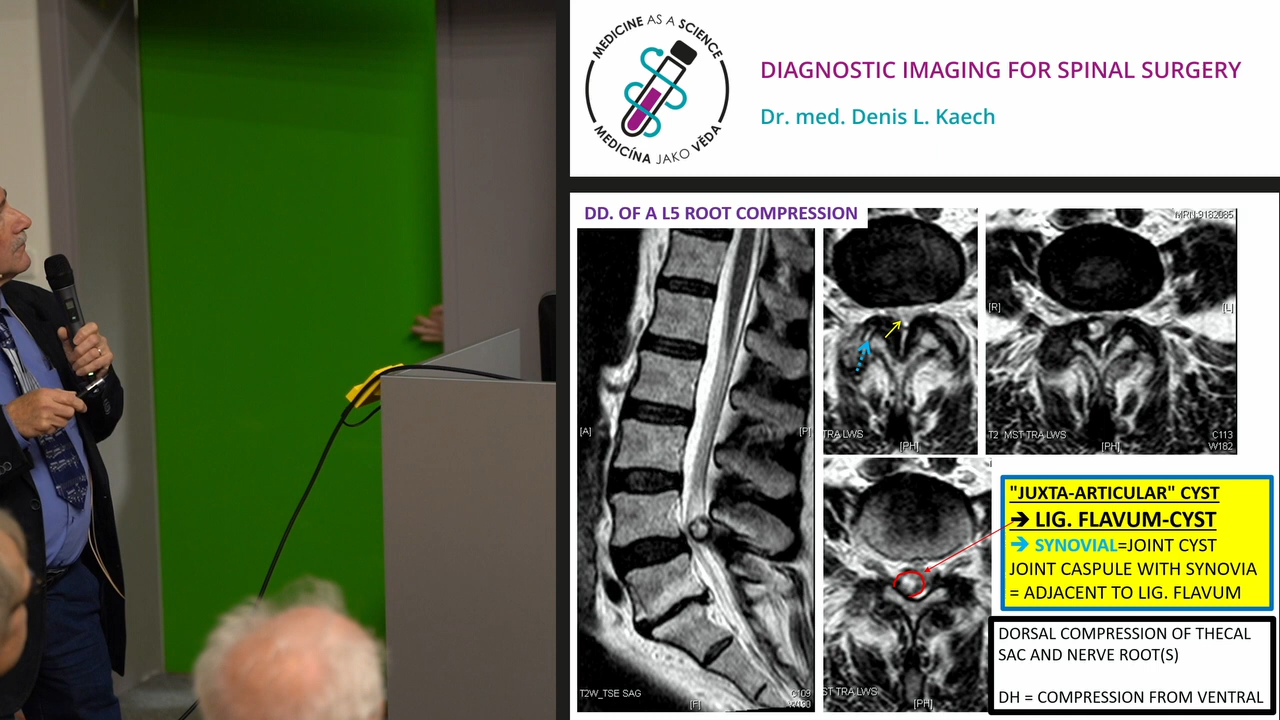 MEDICINE AS A SCIENCE
MEDICÍNA JAKO VĚDA
DIAGNOSTIC IMAGING FOR SPINAL SURGERY
Dr. med. Denis L. Kaech
DD. OF A L5 ROOT COMPRESSION
MRN 9182085
[R]
[L]
[A]
[P]
TRA LWS
[PH]
T2 MST TRA LWS
[PH]
C113
W182
"JUXTA-ARTICULAR" CYST
➔ LIG. FLAVUM-CYST
➔ SYNOVIAL=JOINT CYST
JOINT CASPULE WITH SYNOVIA
= ADJACENT TO LIG. FLAVUM
DORSAL COMPRESSION OF THECAL
SAC AND NERVE ROOT(S)
DH = COMPRESSION FROM VENTRAL
T2W_TSE SAG
[F]
C109
ST TRA LWS
[PH]